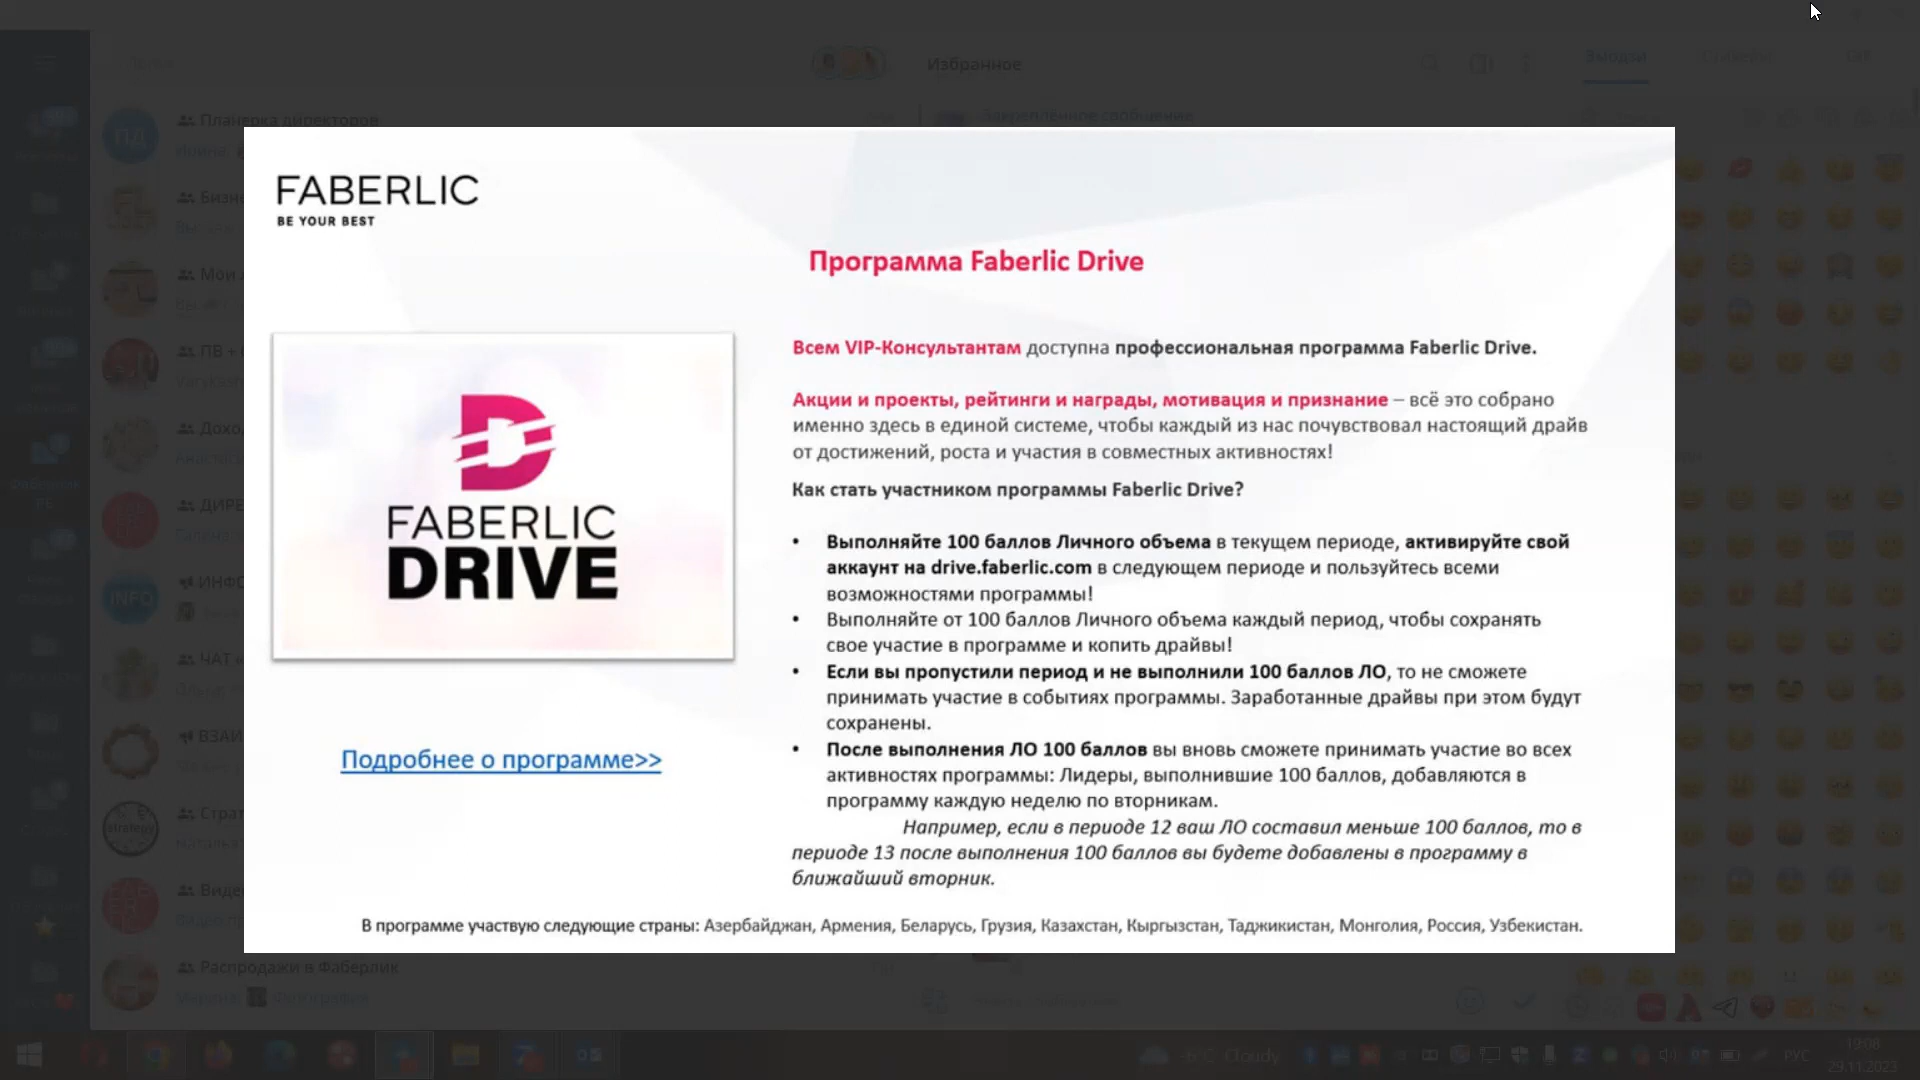 Избранное
Планерка директоров
FABERLIC
BE YOUR BEST
Программа Faberlic Drive
Всем VIP-Консультантам доступна профессиональная программа Faberlic Drive.
Акции и проекты, рейтинги и награды, мотивация и признание – всё это собрано
именно здесь в единой системе, чтобы каждый из нас почувствовал настоящий драйв
от достижений, роста и участия в совместных активностях!
Как стать участником программы Faberlic Drive?
FABERLIC
DRIVE
• Выполняйте 100 баллов Личного объема в текущем периоде, активируйте свой
аккаунт на drive.faberlic.com в следующем периоде и пользуйтесь всеми
возможностями программы!
• Выполняйте от 100 баллов Личного объема каждый период, чтобы сохранять
свое участие в программе и копить драйвы!
• Если вы пропустили период и не выполнили 100 баллов ЛО, то не сможете
принимать участие в событиях программы. Заработанные драйвы при этом будут
сохранены.
• После выполнения ЛО 100 баллов вы вновь сможете принимать участие во всех
активностях программы: Лидеры, выполнившие 100 баллов, добавляются в
программу каждую неделю по вторникам.
Например, если в периоде 12 ваш ЛО составил меньше 100 баллов, то в
периоде 13 после выполнения 100 баллов вы будете добавлены в программу в
ближайший вторник.
Подробнее о программе>>
В программе участвую следующие страны: Азербайджан, Армения, Беларусь, Грузия, Казахстан, Кыргызстан, Таджикистан, Монголия, Россия, Узбекистан.
Распродажи в Фаберлик
-6°C Cloudy
РУС
19:08
29.11.2023